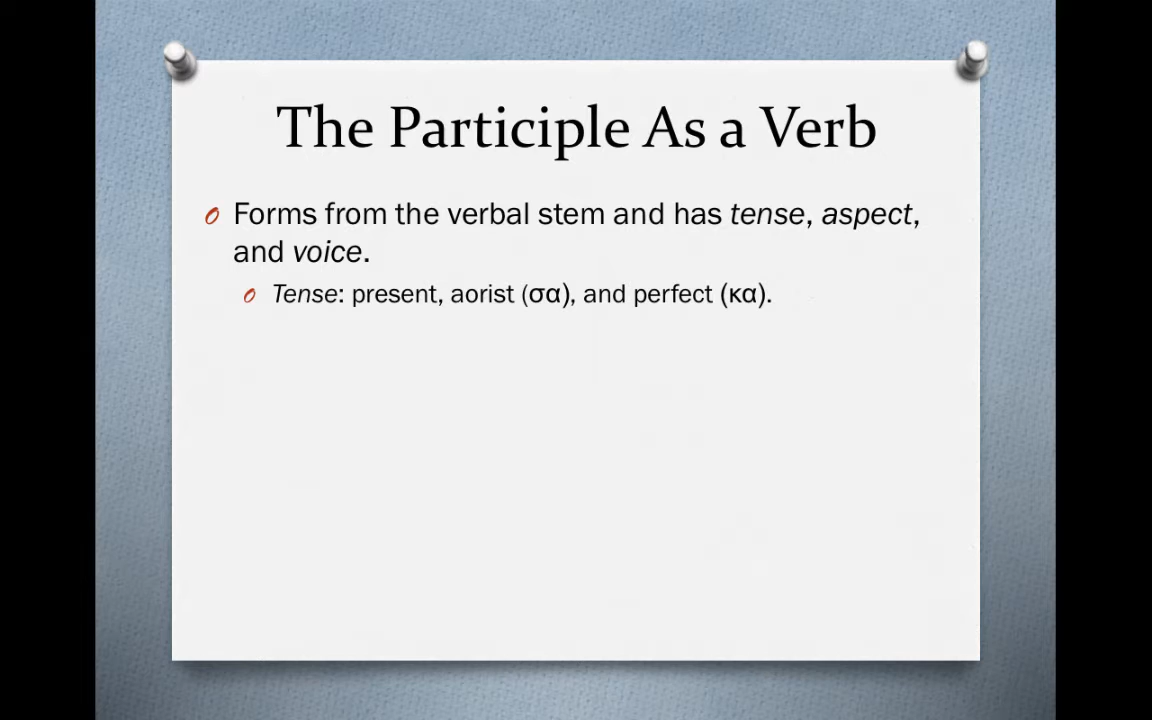 The Participle As a Verb
Forms from the verbal stem and has tense, aspect,
and voice.
Tense: present, aorist (σα), and perfect (κα).